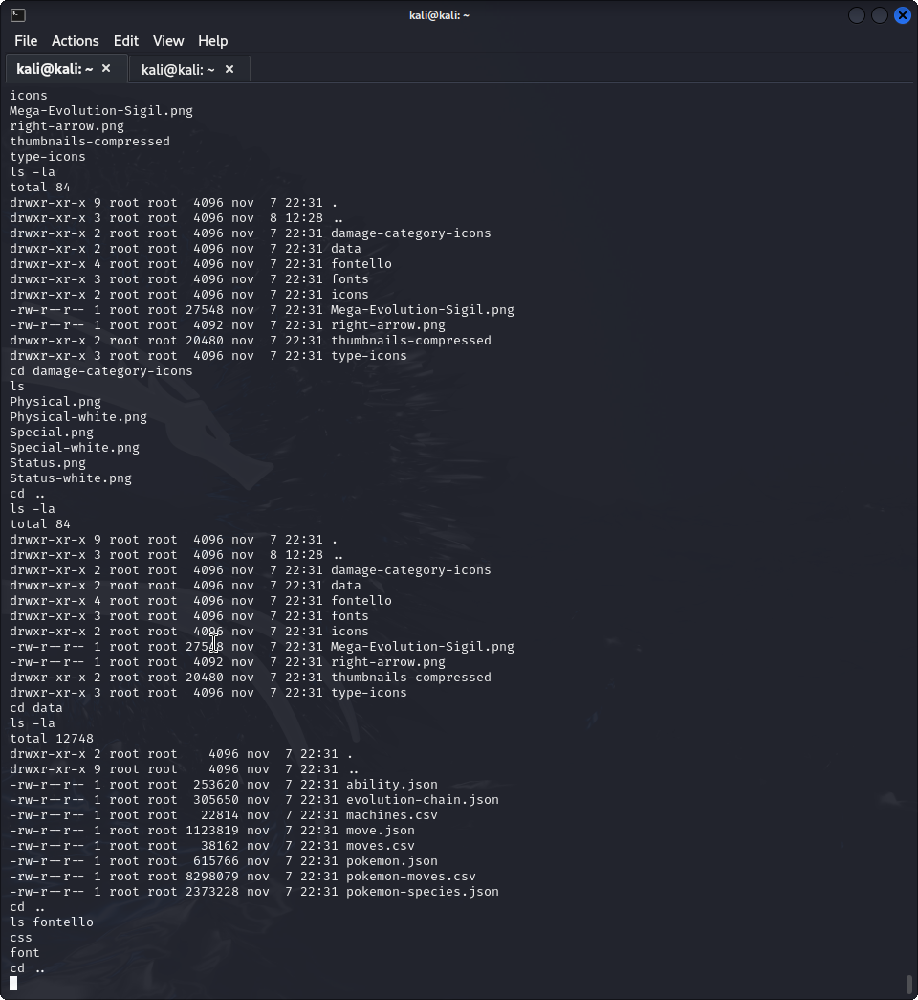 kali@kali: ~
File Actions Edit View Help
kali@kali: ~ × kali@kali: ~ ×
icons
Mega-Evolution-Sigil.png
right-arrow.png
thumbnails-compressed
type-icons
ls -la
total 84
drwxr-xr-x 9 root root  4096 nov  7 22:31 .
drwxr-xr-x 3 root root  4096 nov  8 12:28 ..
drwxr-xr-x 2 root root  4096 nov  7 22:31 damage-category-icons
drwxr-xr-x 2 root root  4096 nov  7 22:31 data
drwxr-xr-x 4 root root  4096 nov  7 22:31 fontello
drwxr-xr-x 3 root root  4096 nov  7 22:31 fonts
drwxr-xr-x 2 root root  4096 nov  7 22:31 icons
-rw-r--r-- 1 root root 27548 nov  7 22:31 Mega-Evolution-Sigil.png
-rw-r--r-- 1 root root  4092 nov  7 22:31 right-arrow.png
drwxr-xr-x 2 root root 20480 nov  7 22:31 thumbnails-compressed
drwxr-xr-x 3 root root  4096 nov  7 22:31 type-icons
cd damage-category-icons
ls
Physical.png
Physical-white.png
Special.png
Special-white.png
Status.png
Status-white.png
cd ..
ls -la
total 84
drwxr-xr-x 9 root root  4096 nov  7 22:31 .
drwxr-xr-x 3 root root  4096 nov  8 12:28 ..
drwxr-xr-x 2 root root  4096 nov  7 22:31 damage-category-icons
drwxr-xr-x 2 root root  4096 nov  7 22:31 data
drwxr-xr-x 4 root root  4096 nov  7 22:31 fontello
drwxr-xr-x 3 root root  4096 nov  7 22:31 fonts
drwxr-xr-x 2 root root  4096 nov  7 22:31 icons
-rw-r--r-- 1 root root 27548 nov  7 22:31 Mega-Evolution-Sigil.png
-rw-r--r-- 1 root root  4092 nov  7 22:31 right-arrow.png
drwxr-xr-x 2 root root 20480 nov  7 22:31 thumbnails-compressed
drwxr-xr-x 3 root root  4096 nov  7 22:31 type-icons
cd data
ls -la
total 12748
drwxr-xr-x 2 root root    4096 nov  7 22:31 .
drwxr-xr-x 9 root root    4096 nov  7 22:31 ..
-rw-r--r-- 1 root root  253620 nov  7 22:31 ability.json
-rw-r--r-- 1 root root  305650 nov  7 22:31 evolution-chain.json
-rw-r--r-- 1 root root   22814 nov  7 22:31 machines.csv
-rw-r--r-- 1 root root 1123819 nov  7 22:31 move.json
-rw-r--r-- 1 root root   38162 nov  7 22:31 moves.csv
-rw-r--r-- 1 root root  615766 nov  7 22:31 pokemon.json
-rw-r--r-- 1 root root 8298079 nov  7 22:31 pokemon-moves.csv
-rw-r--r-- 1 root root 2373228 nov  7 22:31 pokemon-species.json
cd ..
ls fontello
css
font
cd ..